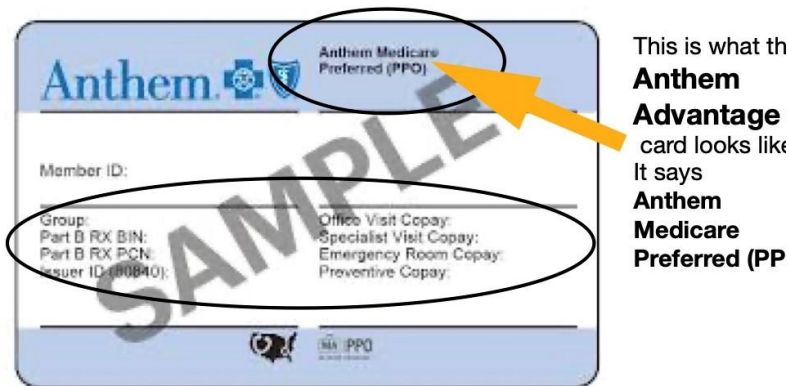 Anthem
Anthem Medicare
Preferred (PPO)
SAMPLE
Member ID:
Group:
Part B RX BIN:
Part B RX PCN:
Issuer ID (80840):
Office Visit Copay:
Specialist Visit Copay:
Emergency Room Copay:
Preventive Copay:
MA PPO
This is what th
Anthem
Advantage
card looks like
It says
Anthem
Medicare
Preferred (PP